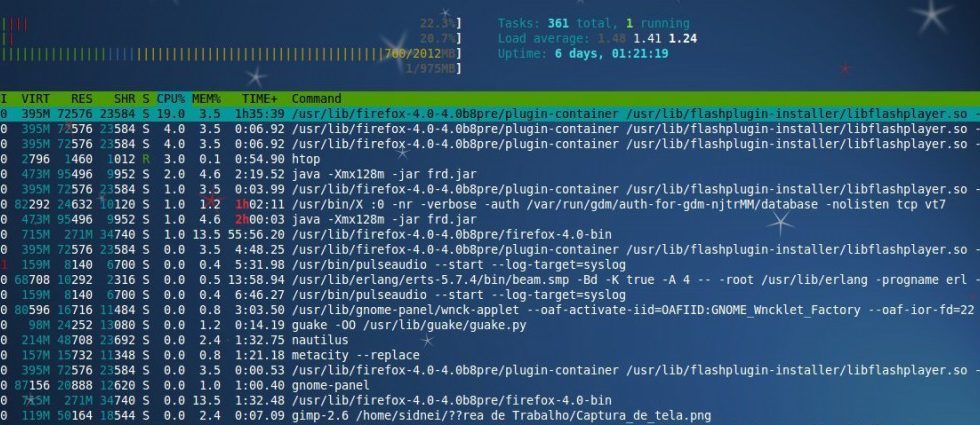 22.3%] Tasks: 361 total, 1 running
20.7%] Load average: 1.48 1.41 1.24
760/2012MB] Uptime: 6 days, 01:21:19
1/975MB]
I VIRT RES SHR S CPU% MEM% TIME+ Command
0 395M 72576 23584 S 19.0 3.5 1h35:39 /usr/lib/firefox-4.0-4.0b8pre/plugin-container /usr/lib/flashplugin-installer/libflashplayer.so -
0 395M 72576 23584 S 4.0 3.5 0:06.92 /usr/lib/firefox-4.0-4.0b8pre/plugin-container /usr/lib/flashplugin-installer/libflashplayer.so -
0 395M 72576 23584 S 4.0 3.5 0:06.92 /usr/lib/firefox-4.0-4.0b8pre/plugin-container /usr/lib/flashplugin-installer/libflashplayer.so -
0 2796 1460 1012 R 3.0 0.1 0:54.90 htop
0 473M 95496 9952 S 2.0 4.6 2:19.52 java -Xmx128m -jar frd.jar
0 395M 72576 23584 S 1.0 3.5 0:03.99 /usr/lib/firefox-4.0-4.0b8pre/plugin-container /usr/lib/flashplugin-installer/libflashplayer.so -
0 82292 24632 10120 S 1.0 1.2 1h02:11 /usr/bin/X :0 -nr -verbose -auth /var/run/gdm/auth-for-gdm-njtrMM/database -nolisten tcp vt7
0 473M 95496 9952 S 1.0 4.6 2h00:03 java -Xmx128m -jar frd.jar
0 715M 271M 34740 S 1.0 13.5 55:56.20 /usr/lib/firefox-4.0-4.0b8pre/firefox-4.0-bin
0 395M 72576 23584 S 0.0 3.5 4:48.25 /usr/lib/firefox-4.0-4.0b8pre/plugin-container /usr/lib/flashplugin-installer/libflashplayer.so -
1 159M 8140 6700 S 0.0 0.4 5:31.98 /usr/bin/pulseaudio --start --log-target=syslog
0 68708 10292 2316 S 0.0 0.5 13:58.94 /usr/lib/erlang/erts-5.7.4/bin/beam.smp -Bd -K true -A 4 -- -root /usr/lib/erlang -progname erl -
0 159M 8140 6700 S 0.0 0.4 6:46.27 /usr/bin/pulseaudio --start --log-target=syslog
0 80596 16716 11484 S 0.0 0.8 3:03.50 /usr/lib/gnome-panel/wnck-applet --oaf-activate-iid=OAFIID:GNOME_Wncklet_Factory --oaf-ior-fd=22
0 98M 24252 13080 S 0.0 1.2 0:14.19 guake -OO /usr/lib/guake/guake.py
0 214M 48708 23692 S 0.0 2.4 1:32.75 nautilus
0 157M 15732 11348 S 0.0 0.8 1:21.18 metacity --replace
0 395M 72576 23584 S 0.0 3.5 0:00.53 /usr/lib/firefox-4.0-4.0b8pre/plugin-container /usr/lib/flashplugin-installer/libflashplayer.so -
0 87156 20888 12620 S 0.0 1.0 1:00.40 gnome-panel
0 715M 271M 34740 S 0.0 13.5 1:32.48 /usr/lib/firefox-4.0-4.0b8pre/firefox-4.0-bin
0 119M 50164 18544 S 0.0 2.4 0:07.09 gimp-2.6 /home/sidnei/??rea de Trabalho/Captura_de_tela.png